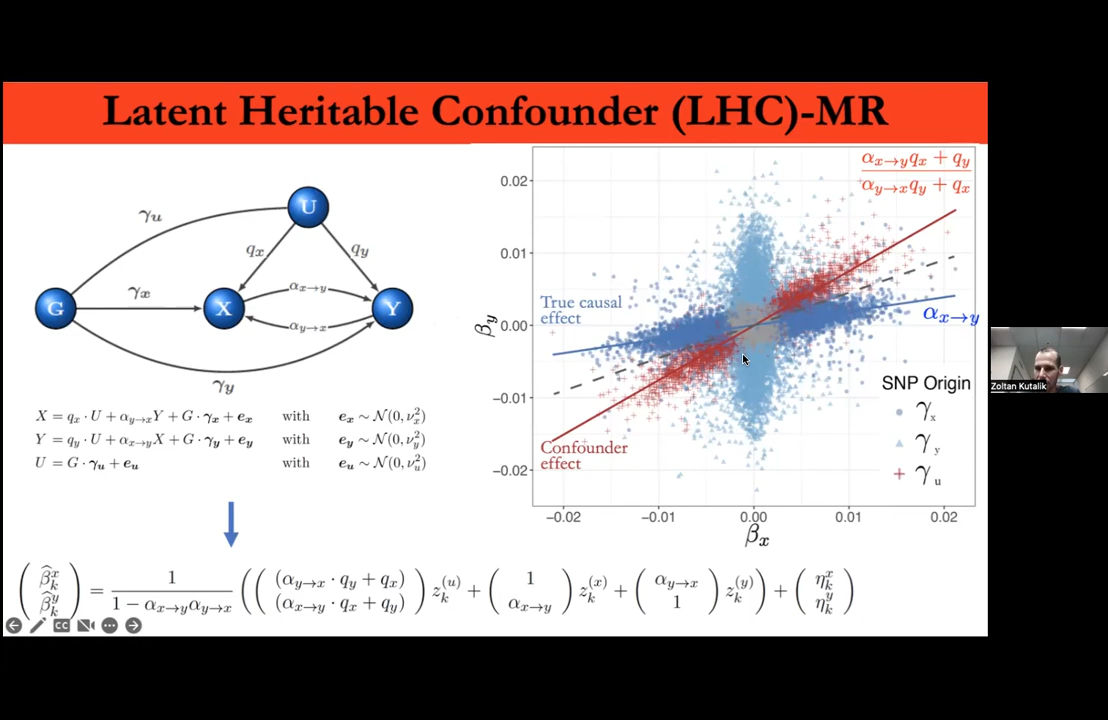 Latent Heritable Confounder (LHC)-MR
U
γu
qx
qy
G
γx
X
αx→y
αy→x
Y
γy
X = qx · U + αy→x Y + G · γx + ex with ex ∼ N(0, νx²)
Y = qy · U + αx→y X + G · γy + ey with ey ∼ N(0, νy²)
U = G · γu + eu with eu ∼ N(0, νu²)
(β̂kˣ β̂kʸ) = 1 / (1 − αx→y αy→x) (((αy→x · qy + qx) (αx→y · qx + qy)) zk⁽ᵘ⁾ + (1 αx→y) zk⁽ˣ⁾ + (αy→x 1) zk⁽ʸ⁾) + (ηkˣ ηkʸ)
αx→y qx + qy
αy→x qy + qx
0.02
0.01
0.00
−0.01
−0.02
βy
True causal
effect
αx→y
Confounder
effect
SNP Origin
γx
γy
γu
−0.02 −0.01 0.00 0.01 0.02
βx
CC
Zoltan Kutalik